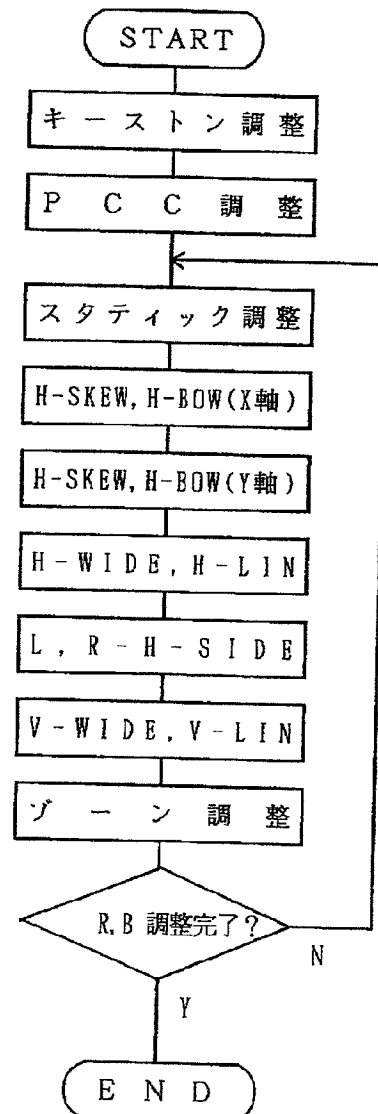 START
キーストン調整
PCC調整
スタティック調整
H-SKEW,H-BOW(X軸)
H-SKEW,H-BOW(Y軸)
H-WIDE,H-LIN
L,R-H-SIDE
V-WIDE,V-LIN
ゾーン調整
R,B 調整完了?
N
Y
END